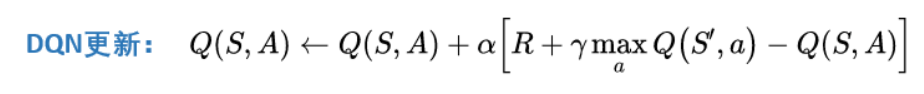 DQN更新： Q(S, A) ← Q(S, A) + α[R + γ max_a Q(S′, a) − Q(S, A)]